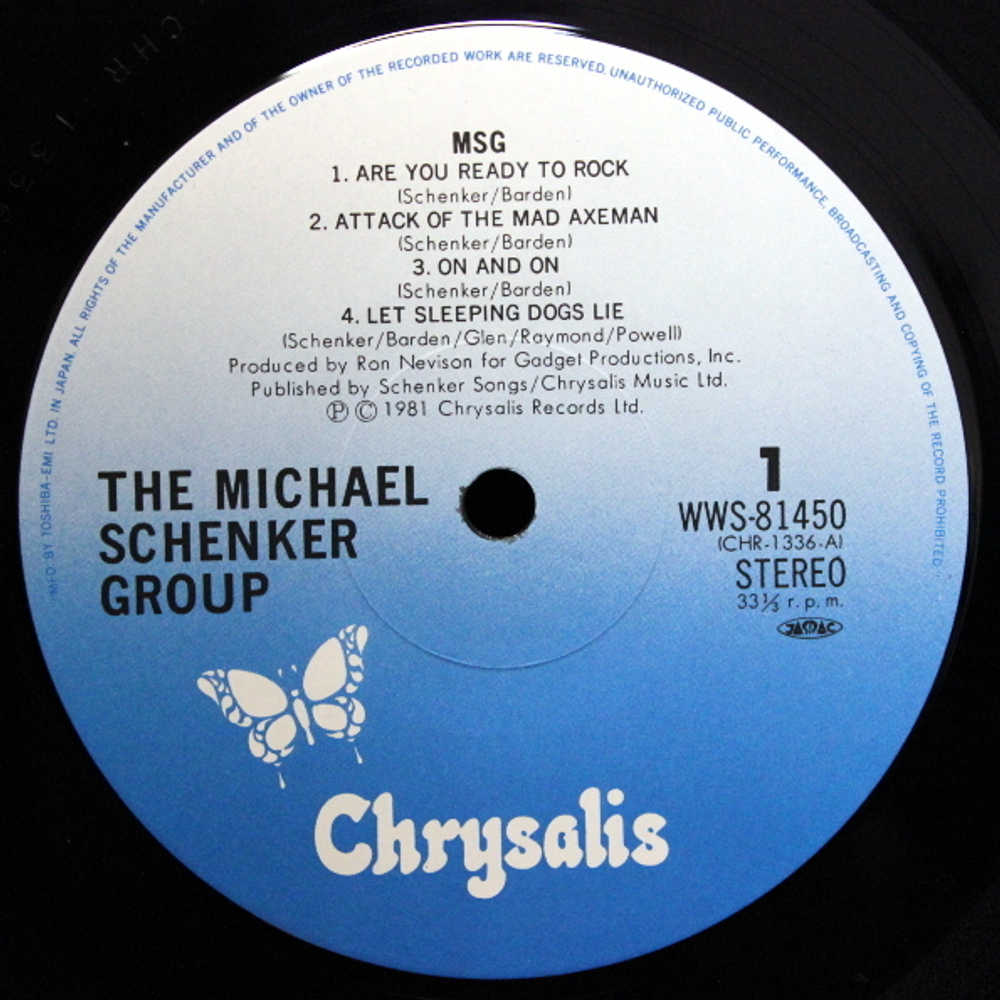 MFD. BY TOSHIBA-EMI LTD. IN JAPAN. ALL RIGHTS OF THE MANUFACTURER AND OF THE OWNER OF THE RECORDED WORK ARE RESERVED. UNAUTHORIZED PUBLIC PERFORMANCE, BROADCASTING AND COPYING OF THE RECORD PROHIBITED.
MSG
1. ARE YOU READY TO ROCK
(Schenker/Barden)
2. ATTACK OF THE MAD AXEMAN
(Schenker/Barden)
3. ON AND ON
(Schenker/Barden)
4. LET SLEEPING DOGS LIE
(Schenker/Barden/Glen/Raymond/Powell)
Produced by Ron Nevison for Gadget Productions, Inc.
Published by Schenker Songs/Chrysalis Music Ltd.
Ⓟ © 1981 Chrysalis Records Ltd.
THE MICHAEL
SCHENKER
GROUP
1
WWS-81450
(CHR-1336-A)
STEREO
33⅓ r.p.m.
JASRAC
Chrysalis